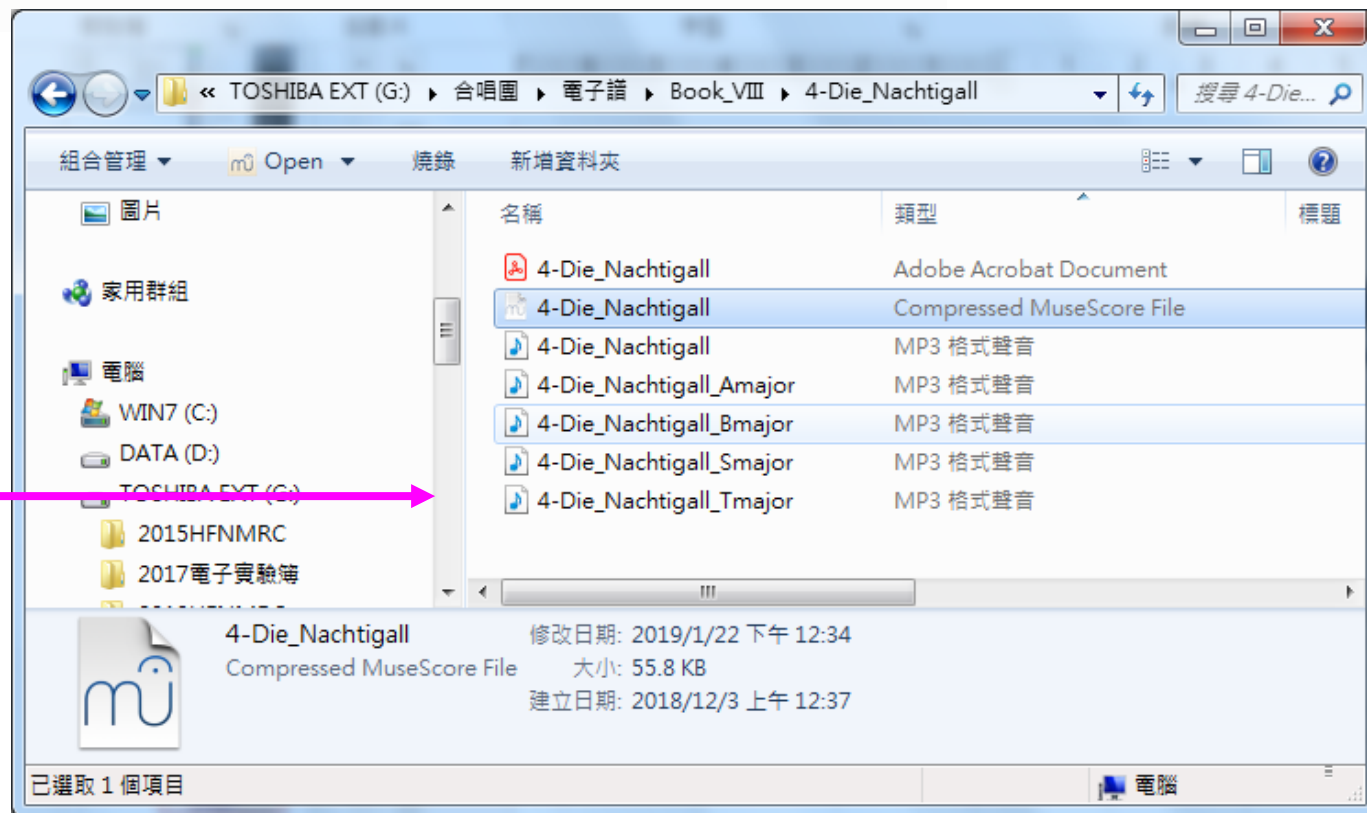 « TOSHIBA EXT (G:) ▸ 合唱團 ▸ 電子譜 ▸ Book_VIII ▸ 4-Die_Nachtigall
搜尋 4-Die...
組合管理 ▼ Open ▼ 燒錄 新增資料夾
圖片
家用群組
電腦
WIN7 (C:)
DATA (D:)
TOSHIBA EXT (G:)
2015HFNMRC
2017電子實驗簿
名稱 類型 標題
4-Die_Nachtigall Adobe Acrobat Document
4-Die_Nachtigall Compressed MuseScore File
4-Die_Nachtigall MP3 格式聲音
4-Die_Nachtigall_Amajor MP3 格式聲音
4-Die_Nachtigall_Bmajor MP3 格式聲音
4-Die_Nachtigall_Smajor MP3 格式聲音
4-Die_Nachtigall_Tmajor MP3 格式聲音
4-Die_Nachtigall 修改日期: 2019/1/22 下午 12:34
Compressed MuseScore File 大小: 55.8 KB
建立日期: 2018/12/3 上午 12:37
已選取 1 個項目 電腦